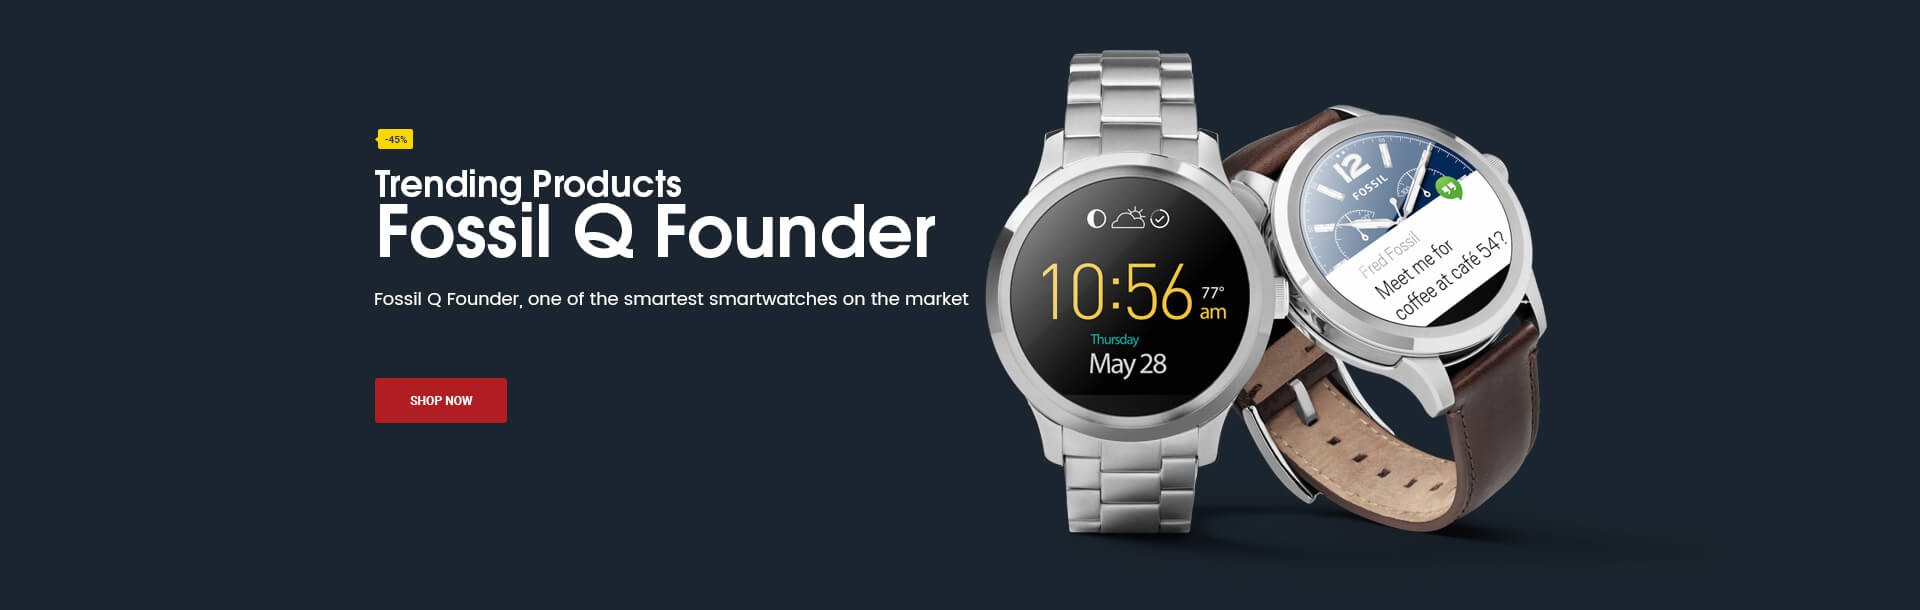 -45%
Trending Products
Fossil Q Founder
Fossil Q Founder, one of the smartest smartwatches on the market
SHOP NOW
10:56
77°
am
Thursday
May 28
12
FOSSIL
Fred Fossil
Meet me for
coffee at café 54?